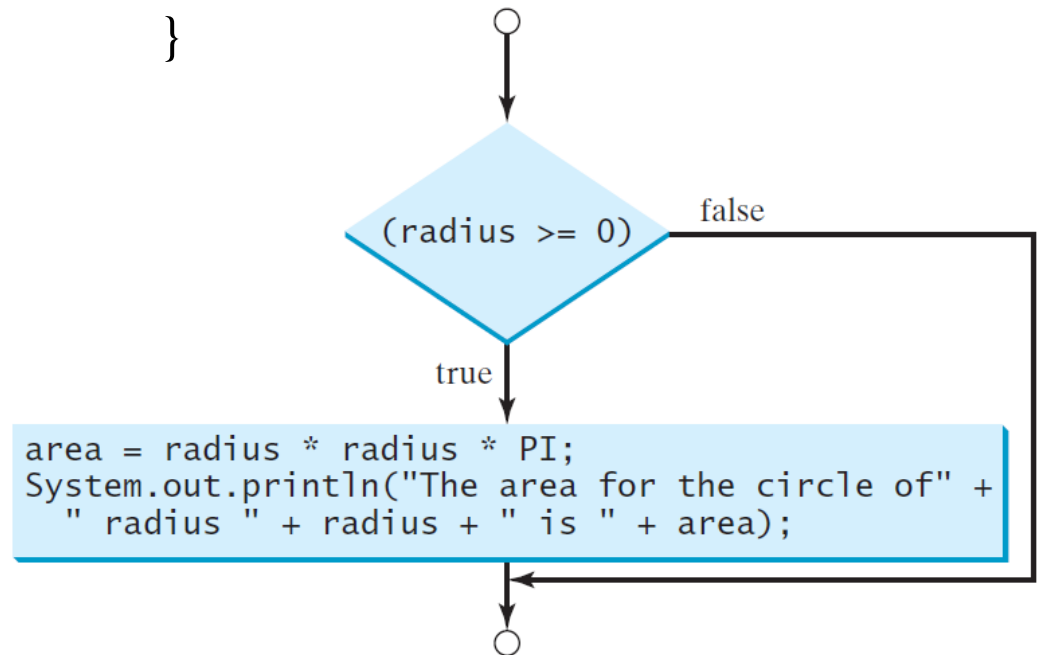 }
(radius >= 0)
false
true
area = radius * radius * PI;
System.out.println("The area for the circle of" +
" radius " + radius + " is " + area);